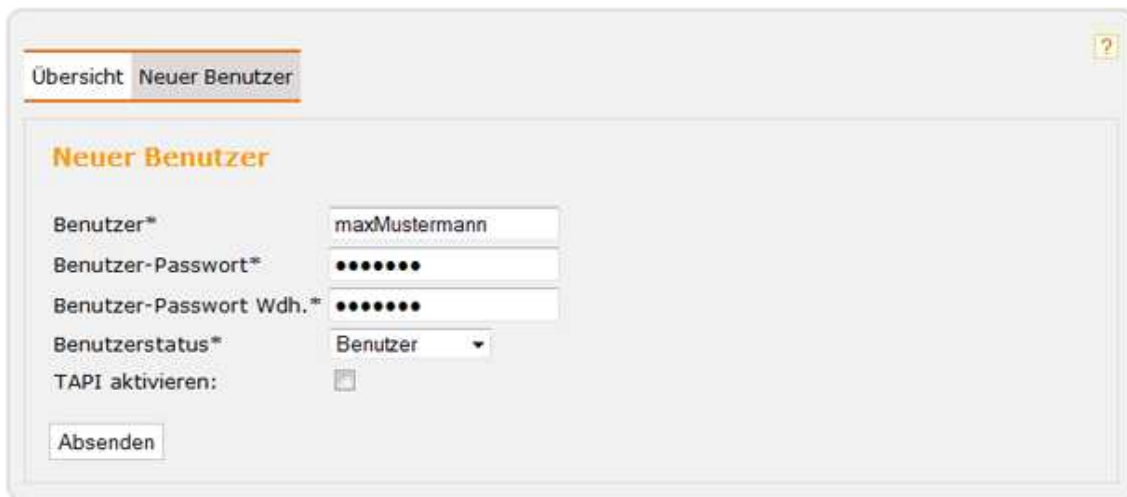 ?
Übersicht Neuer Benutzer
Neuer Benutzer
Benutzer* maxMustermann
Benutzer-Passwort* ●●●●●●●
Benutzer-Passwort Wdh.* ●●●●●●●
Benutzerstatus* Benutzer
TAPI aktivieren:
Absenden